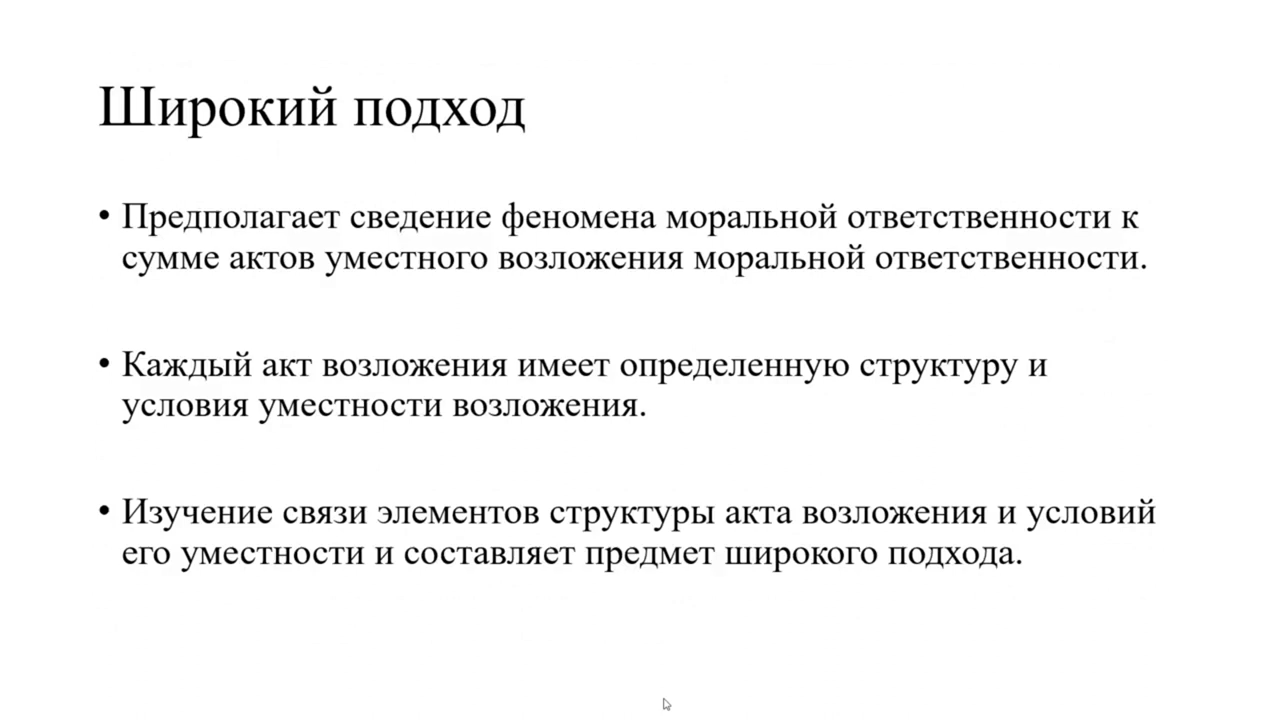 Широкий подход
• Предполагает сведение феномена моральной ответственности к
сумме актов уместного возложения моральной ответственности.
• Каждый акт возложения имеет определенную структуру и
условия уместности возложения.
• Изучение связи элементов структуры акта возложения и условий
его уместности и составляет предмет широкого подхода.